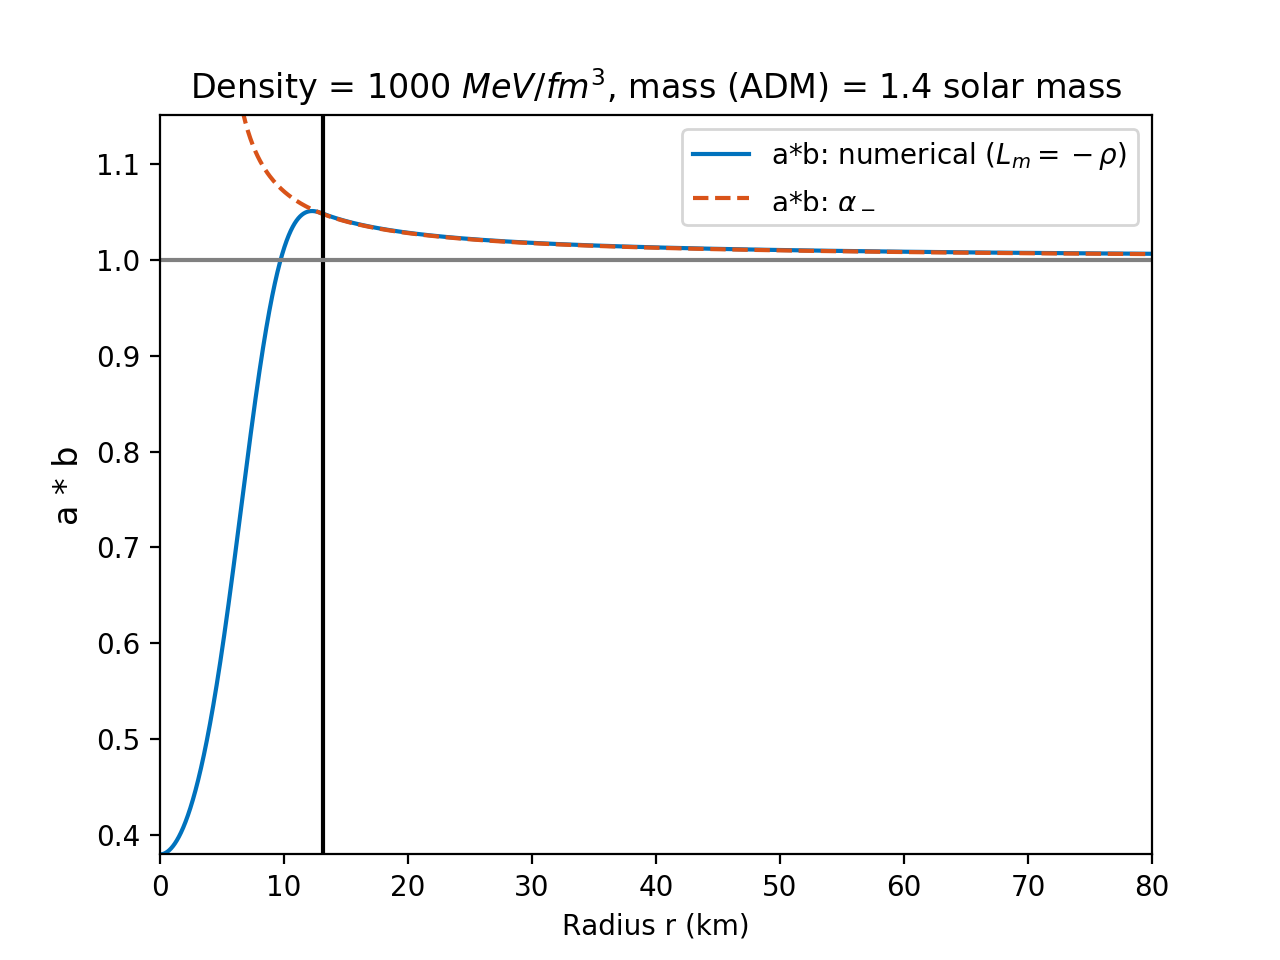 Density = 1000 MeV/fm³, mass (ADM) = 1.4 solar mass
a*b: numerical (Lₘ = −ρ)
a*b: α₋
1.1
1.0
0.9
0.8
0.7
0.6
0.5
0.4
a * b
0 10 20 30 40 50 60 70 80
Radius r (km)